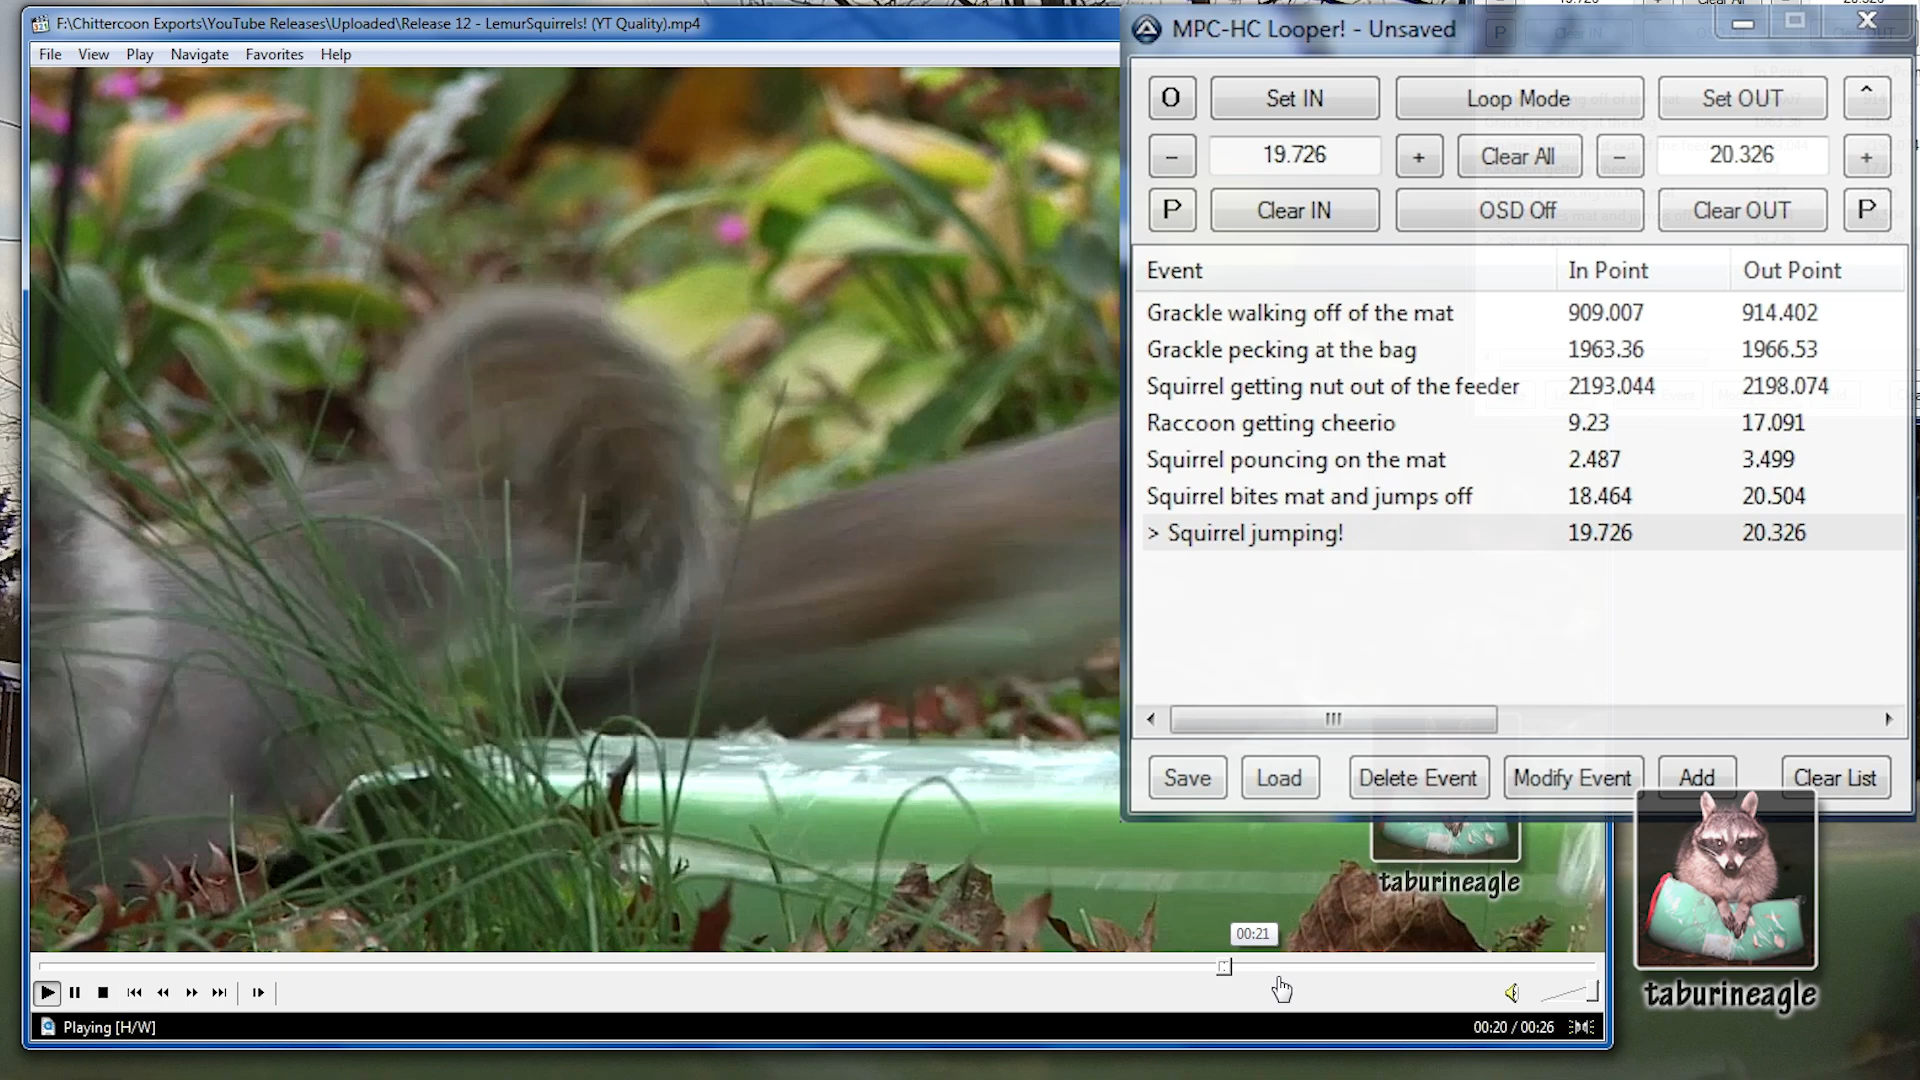 F:\Chittercoon Exports\YouTube Releases\Uploaded\Release 12 - LemurSquirrels! (YT Quality).mp4
File View Play Navigate Favorites Help
MPC-HC Looper! - Unsaved
O Set IN Loop Mode Set OUT ^
- 19.726 + Clear All - 20.326 +
P Clear IN OSD Off Clear OUT P
Event In Point Out Point
Grackle walking off of the mat 909.007 914.402
Grackle pecking at the bag 1963.36 1966.53
Squirrel getting nut out of the feeder 2193.044 2198.074
Raccoon getting cheerio 9.23 17.091
Squirrel pouncing on the mat 2.487 3.499
Squirrel bites mat and jumps off 18.464 20.504
> Squirrel jumping! 19.726 20.326
Save Load Delete Event Modify Event Add Clear List
taburineagle
taburineagle
00:21
Playing [H/W]
00:20 / 00:26